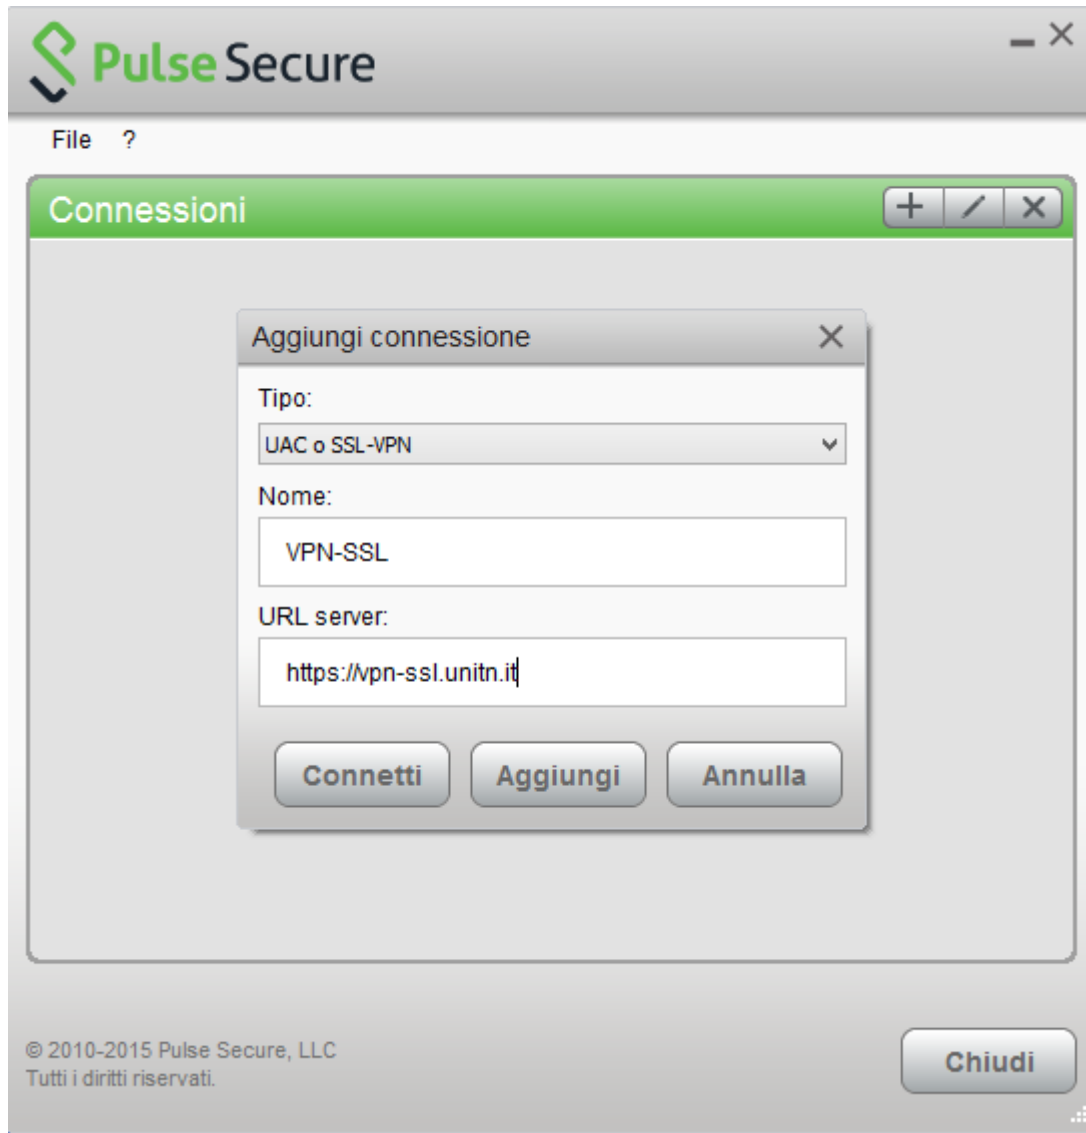 Pulse Secure
File ?
Connessioni
Aggiungi connessione
Tipo:
UAC o SSL-VPN
Nome:
VPN-SSL
URL server:
https://vpn-ssl.unitn.it
Connetti Aggiungi Annulla
© 2010-2015 Pulse Secure, LLC
Tutti i diritti riservati.
Chiudi